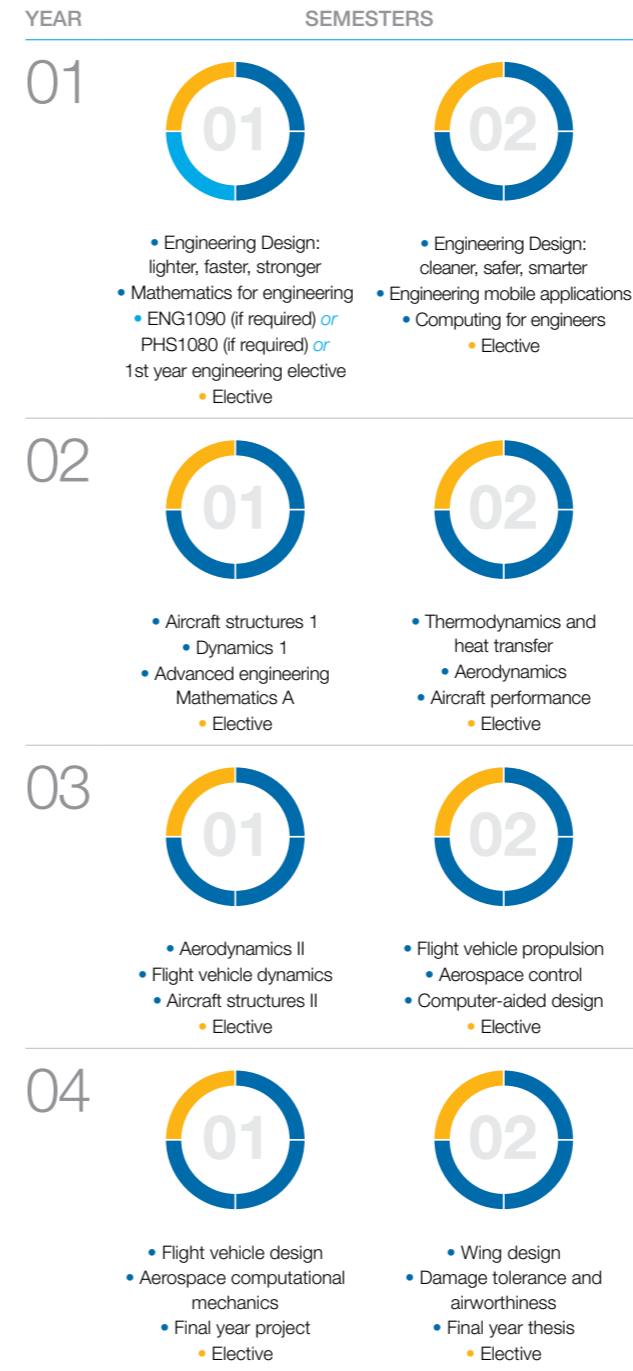 YEAR SEMESTERS
01
01
• Engineering Design:
lighter, faster, stronger
• Mathematics for engineering
• ENG1090 (if required) or
PHS1080 (if required) or
1st year engineering elective
• Elective
02
• Engineering Design:
cleaner, safer, smarter
• Engineering mobile applications
• Computing for engineers
• Elective
02
01
• Aircraft structures 1
• Dynamics 1
• Advanced engineering
Mathematics A
• Elective
02
• Thermodynamics and
heat transfer
• Aerodynamics
• Aircraft performance
• Elective
03
01
• Aerodynamics II
• Flight vehicle dynamics
• Aircraft structures II
• Elective
02
• Flight vehicle propulsion
• Aerospace control
• Computer-aided design
• Elective
04
01
• Flight vehicle design
• Aerospace computational
mechanics
• Final year project
• Elective
02
• Wing design
• Damage tolerance and
airworthiness
• Final year thesis
• Elective